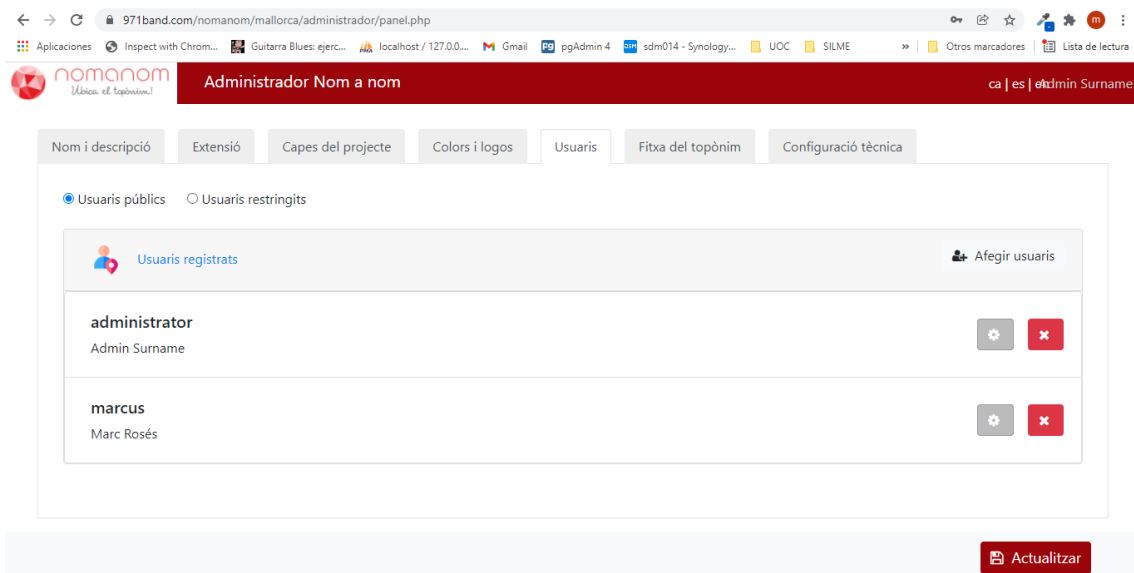 971band.com/nomanom/mallorca/administrador/panel.php
m
Aplicaciones Inspect with Chrom... Guitarra Blues: ejerc... localhost / 127.0.0.... Gmail pgAdmin 4 sdm014 - Synology... UOC SILME » Otros marcadores Lista de lectura
nomanom
Ubica el topònim!
Administrador Nom a nom
ca | es | en Admin Surname
Nom i descripció Extensió Capes del projecte Colors i logos Usuaris Fitxa del topònim Configuració tècnica
Usuaris públics Usuaris restringits
Usuaris registrats Afegir usuaris
administrator
Admin Surname
marcus
Marc Rosés
Actualitzar